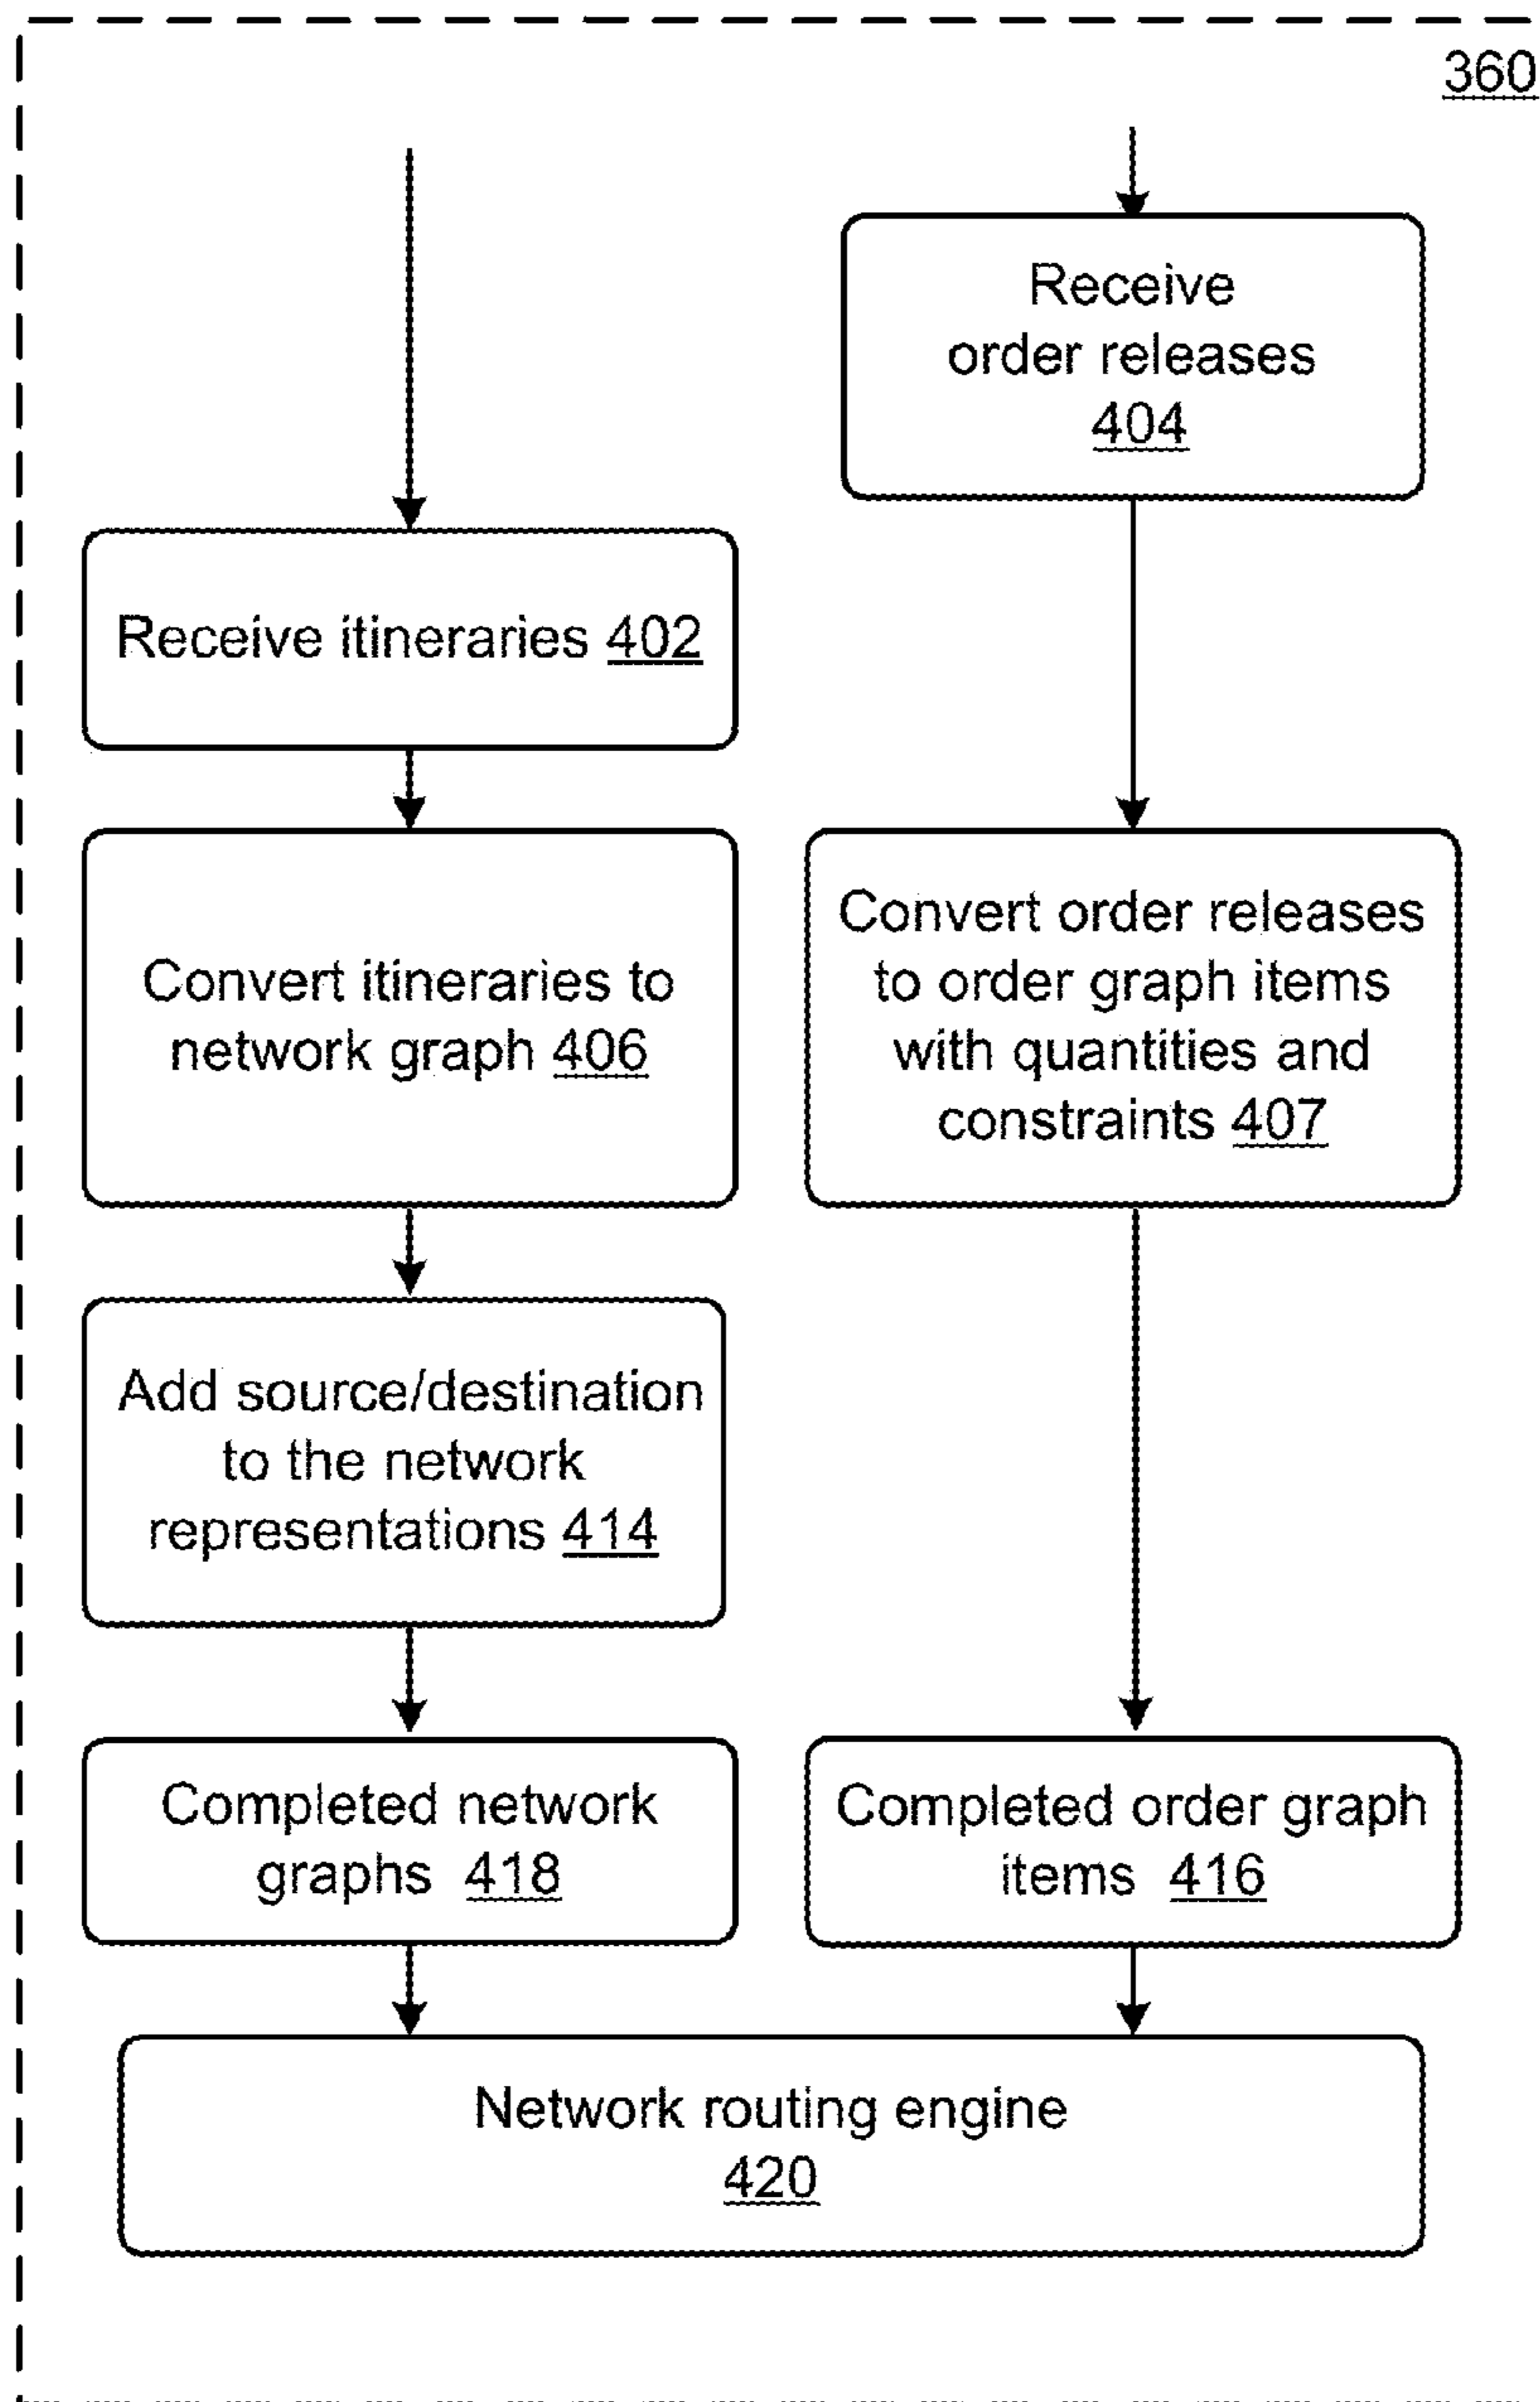 360
Receive
order releases
404
Receive itineraries 402
Convert itineraries to
network graph 406
Convert order releases
to order graph items
with quantities and
constraints 407
Add source/destination
to the network
representations 414
Completed network
graphs 418
Completed order graph
items 416
Network routing engine
420